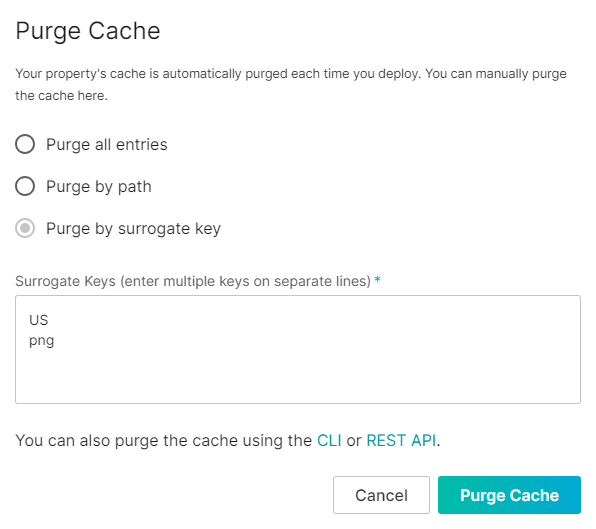 Purge Cache
Your property's cache is automatically purged each time you deploy. You can manually purge
the cache here.
Purge all entries
Purge by path
Purge by surrogate key
Surrogate Keys (enter multiple keys on separate lines) *
US
png
You can also purge the cache using the CLI or REST API.
Cancel
Purge Cache